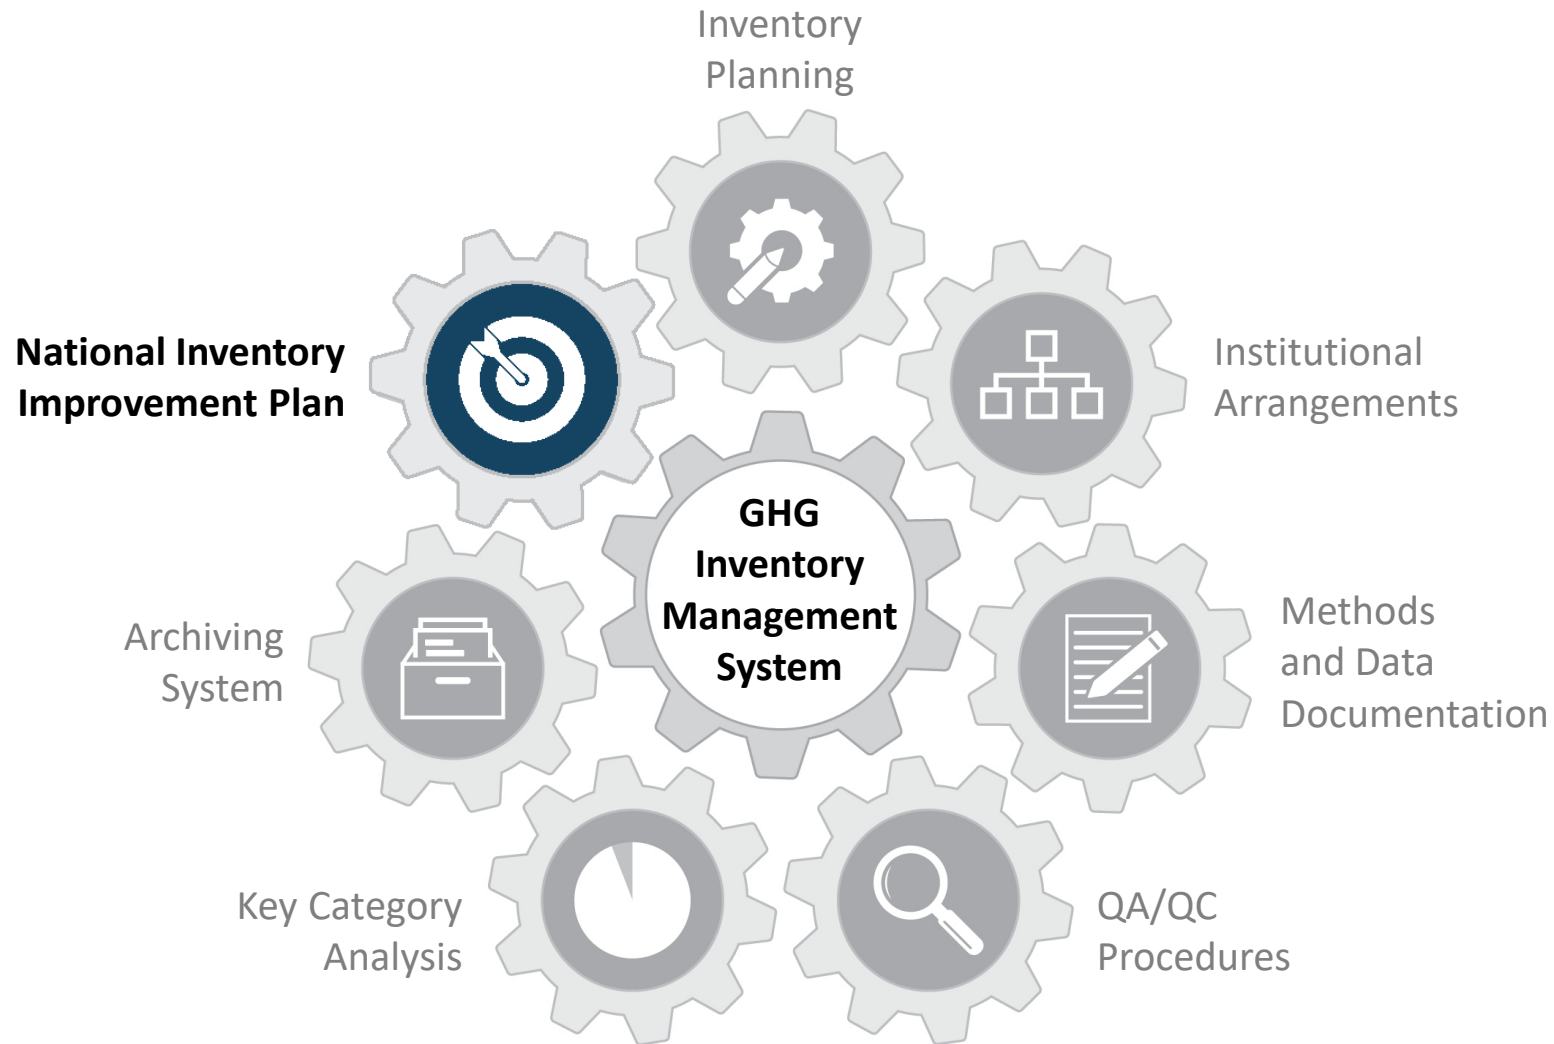 Inventory
Planning
National Inventory
Improvement Plan
Institutional
Arrangements
GHG
Inventory
Management
System
Archiving
System
Methods
and Data
Documentation
Key Category
Analysis
QA/QC
Procedures